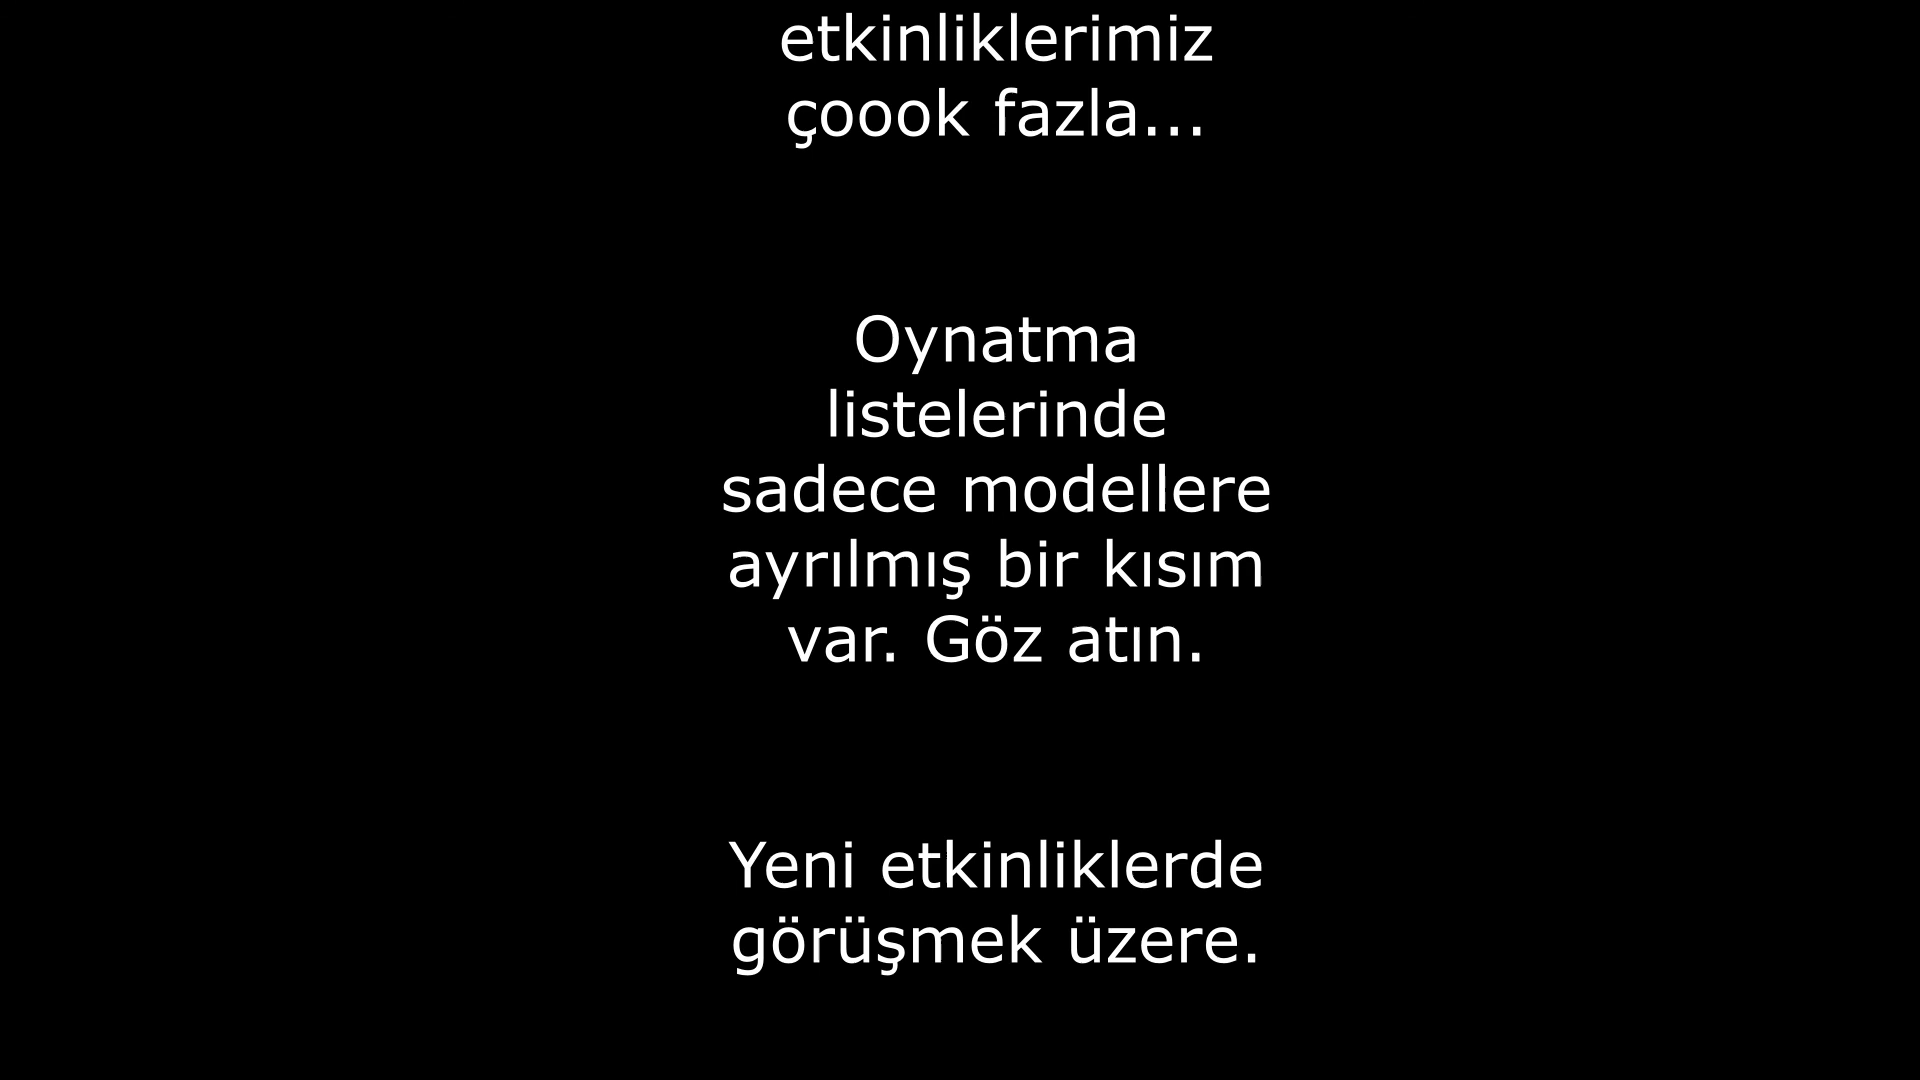 etkinliklerimiz
çoook fazla...
Oynatma
listelerinde
sadece modellere
ayrılmış bir kısım
var. Göz atın.
Yeni etkinliklerde
görüşmek üzere.